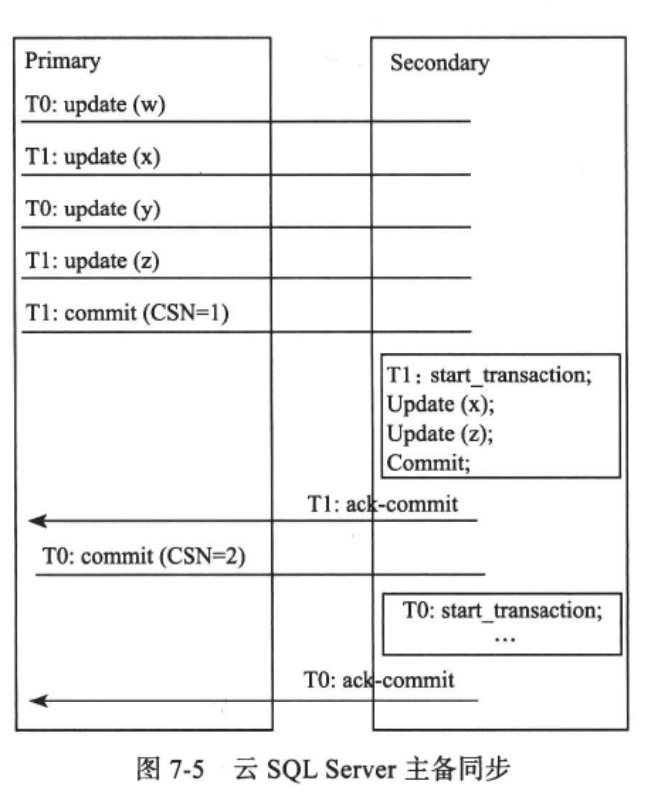 Primary
Secondary
T0: update (w)
T1: update (x)
T0: update (y)
T1: update (z)
T1: commit (CSN=1)
T1：start_transaction;
Update (x);
Update (z);
Commit;
T1: ack-commit
T0: commit (CSN=2)
T0: start_transaction;
…
T0: ack-commit
图 7-5 云 SQL Server 主备同步